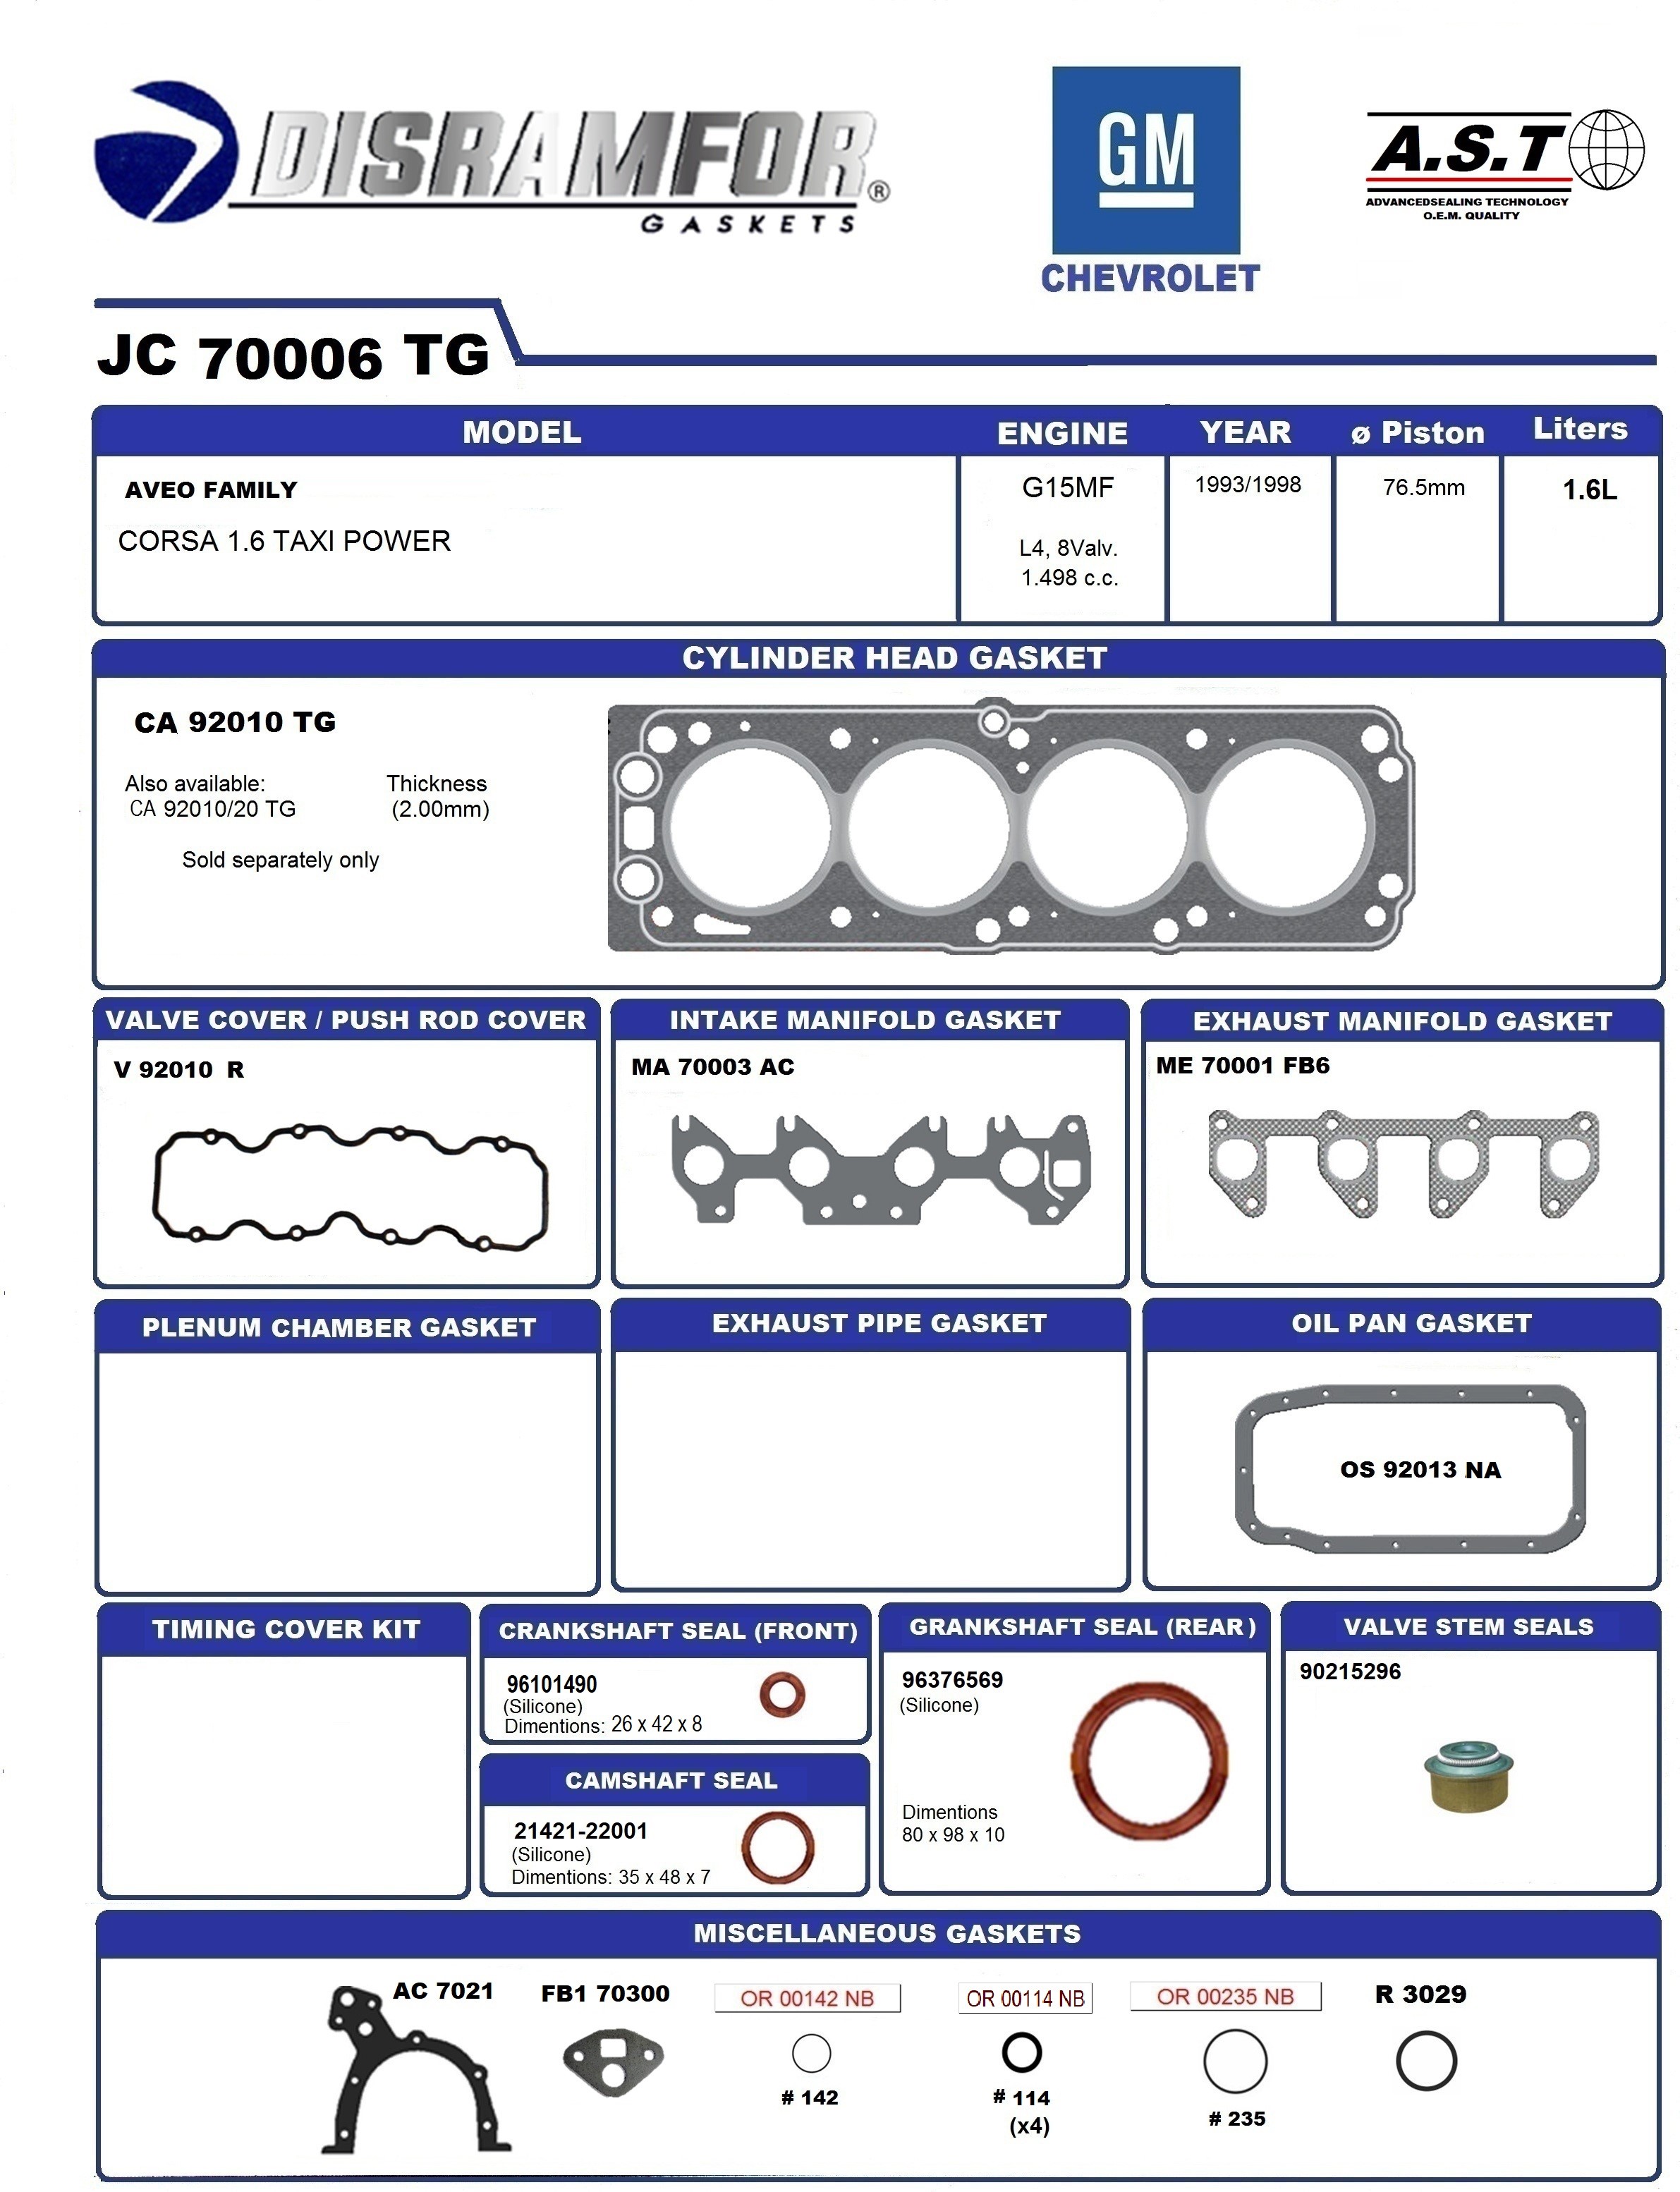 DISRAMFOR®
GASKETS
GM
CHEVROLET
A.S.T
ADVANCEDSEALING TECHNOLOGY
O.E.M. QUALITY
JC 70006 TG
MODEL ENGINE YEAR ø Piston Liters
AVEO FAMILY G15MF 1993/1998 76.5mm 1.6L
CORSA 1.6 TAXI POWER L4, 8Valv.
1.498 c.c.
CYLINDER HEAD GASKET
CA 92010 TG
Also available: Thickness
CA 92010/20 TG (2.00mm)
Sold separately only
VALVE COVER / PUSH ROD COVER
V 92010 R
INTAKE MANIFOLD GASKET
MA 70003 AC
EXHAUST MANIFOLD GASKET
ME 70001 FB6
PLENUM CHAMBER GASKET
EXHAUST PIPE GASKET
OIL PAN GASKET
OS 92013 NA
TIMING COVER KIT
CRANKSHAFT SEAL (FRONT)
96101490
(Silicone)
Dimentions: 26 x 42 x 8
CAMSHAFT SEAL
21421-22001
(Silicone)
Dimentions: 35 x 48 x 7
GRANKSHAFT SEAL (REAR)
96376569
(Silicone)
Dimentions
80 x 98 x 10
VALVE STEM SEALS
90215296
MISCELLANEOUS GASKETS
AC 7021 FB1 70300 OR 00142 NB OR 00114 NB OR 00235 NB R 3029
# 142 # 114 # 235
(x4)